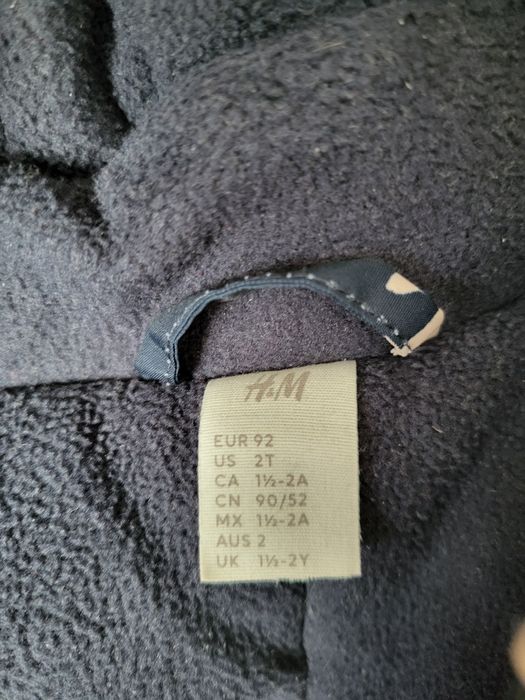 H&M
EUR 92
US 2T
CA 1½-2A
CN 90/52
MX 1½-2A
AUS 2
UK 1½-2Y